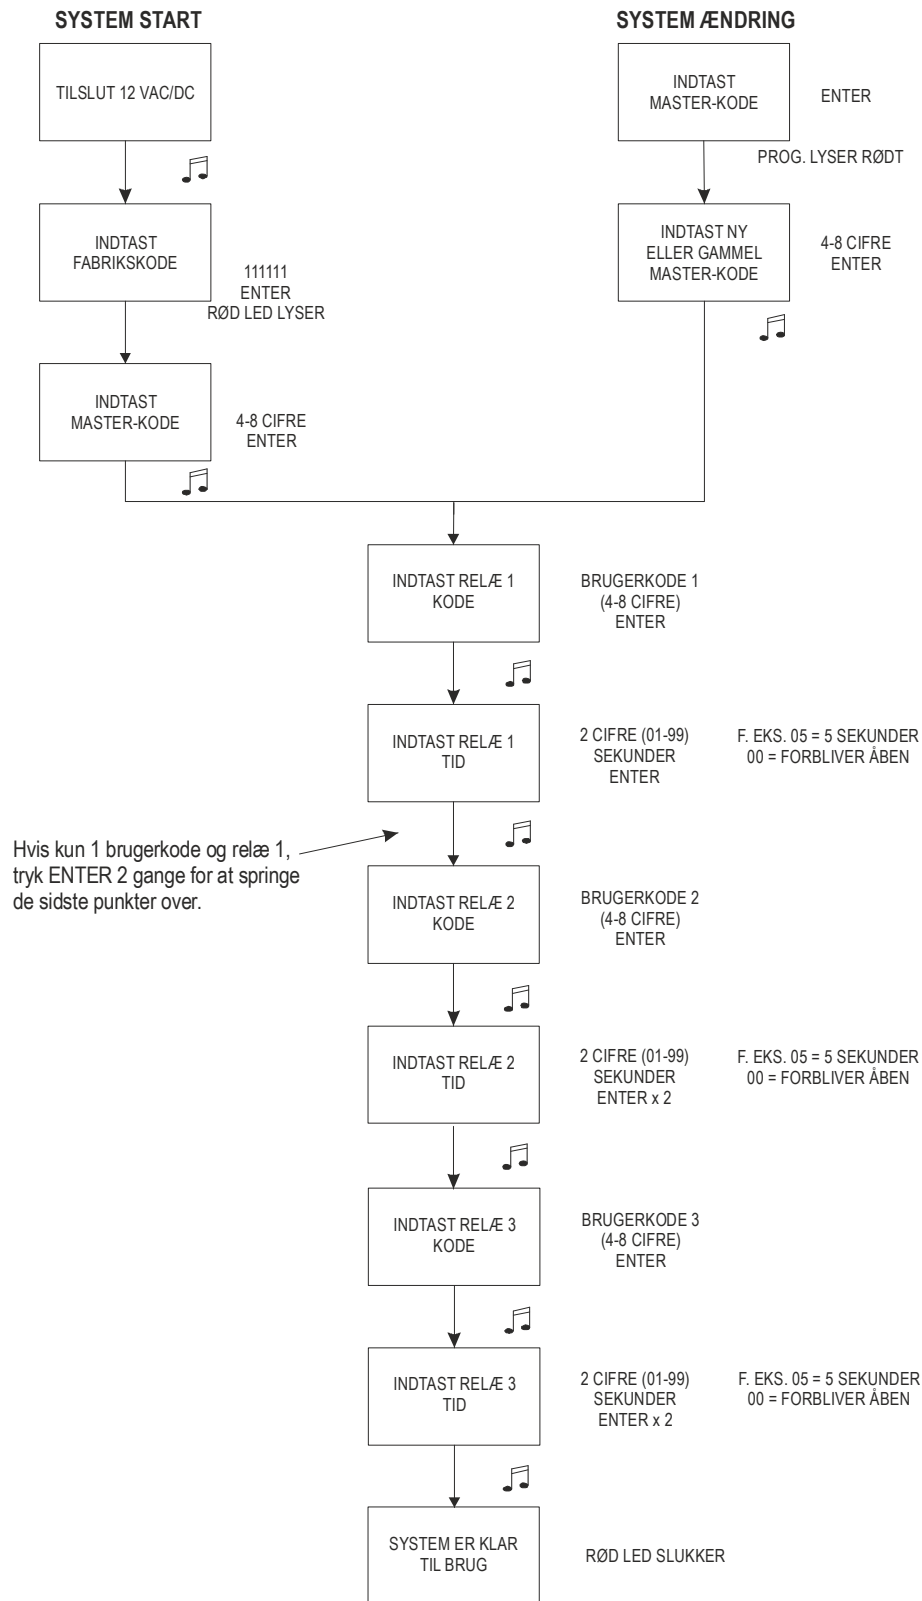 SYSTEM START
TILSLUT 12 VAC/DC
INDTAST
FABRIKSKODE
111111
ENTER
RØD LED LYSER
INDTAST
MASTER-KODE
4-8 CIFRE
ENTER
SYSTEM ÆNDRING
INDTAST
MASTER-KODE
ENTER
PROG. LYSER RØDT
INDTAST NY
ELLER GAMMEL
MASTER-KODE
4-8 CIFRE
ENTER
INDTAST RELÆ 1
KODE
BRUGERKODE 1
(4-8 CIFRE)
ENTER
INDTAST RELÆ 1
TID
2 CIFRE (01-99)
SEKUNDER
ENTER
F. EKS. 05 = 5 SEKUNDER
00 = FORBLIVER ÅBEN
Hvis kun 1 brugerkode og relæ 1,
tryk ENTER 2 gange for at springe
de sidste punkter over.
INDTAST RELÆ 2
KODE
BRUGERKODE 2
(4-8 CIFRE)
ENTER
INDTAST RELÆ 2
TID
2 CIFRE (01-99)
SEKUNDER
ENTER x 2
F. EKS. 05 = 5 SEKUNDER
00 = FORBLIVER ÅBEN
INDTAST RELÆ 3
KODE
BRUGERKODE 3
(4-8 CIFRE)
ENTER
INDTAST RELÆ 3
TID
2 CIFRE (01-99)
SEKUNDER
ENTER x 2
F. EKS. 05 = 5 SEKUNDER
00 = FORBLIVER ÅBEN
SYSTEM ER KLAR
TIL BRUG
RØD LED SLUKKER